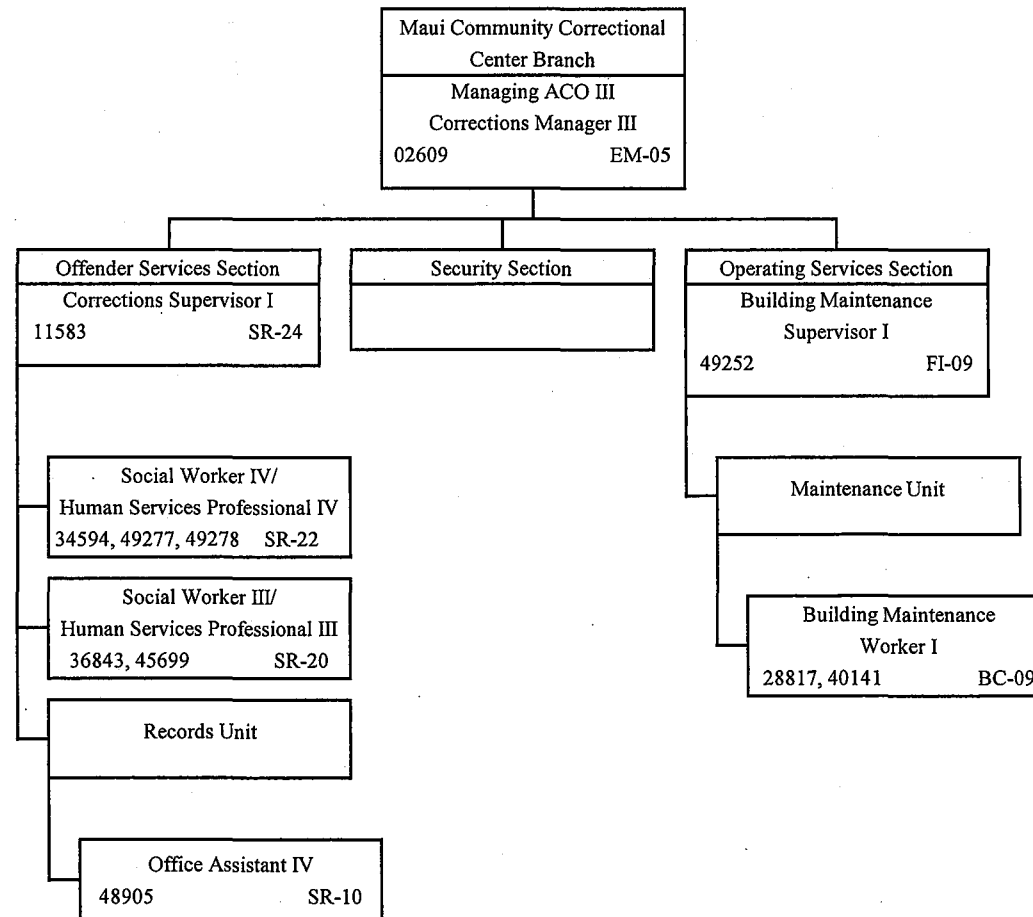 Maui Community Correctional
Center Branch
Managing ACO III
Corrections Manager III
02609 EM-05
Offender Services Section
Corrections Supervisor I
11583 SR-24
Security Section
Operating Services Section
Building Maintenance
Supervisor I
49252 FI-09
Social Worker IV/
Human Services Professional IV
34594, 49277, 49278 SR-22
Social Worker III/
Human Services Professional III
36843, 45699 SR-20
Records Unit
Office Assistant IV
48905 SR-10
Maintenance Unit
Building Maintenance
Worker I
28817, 40141 BC-09